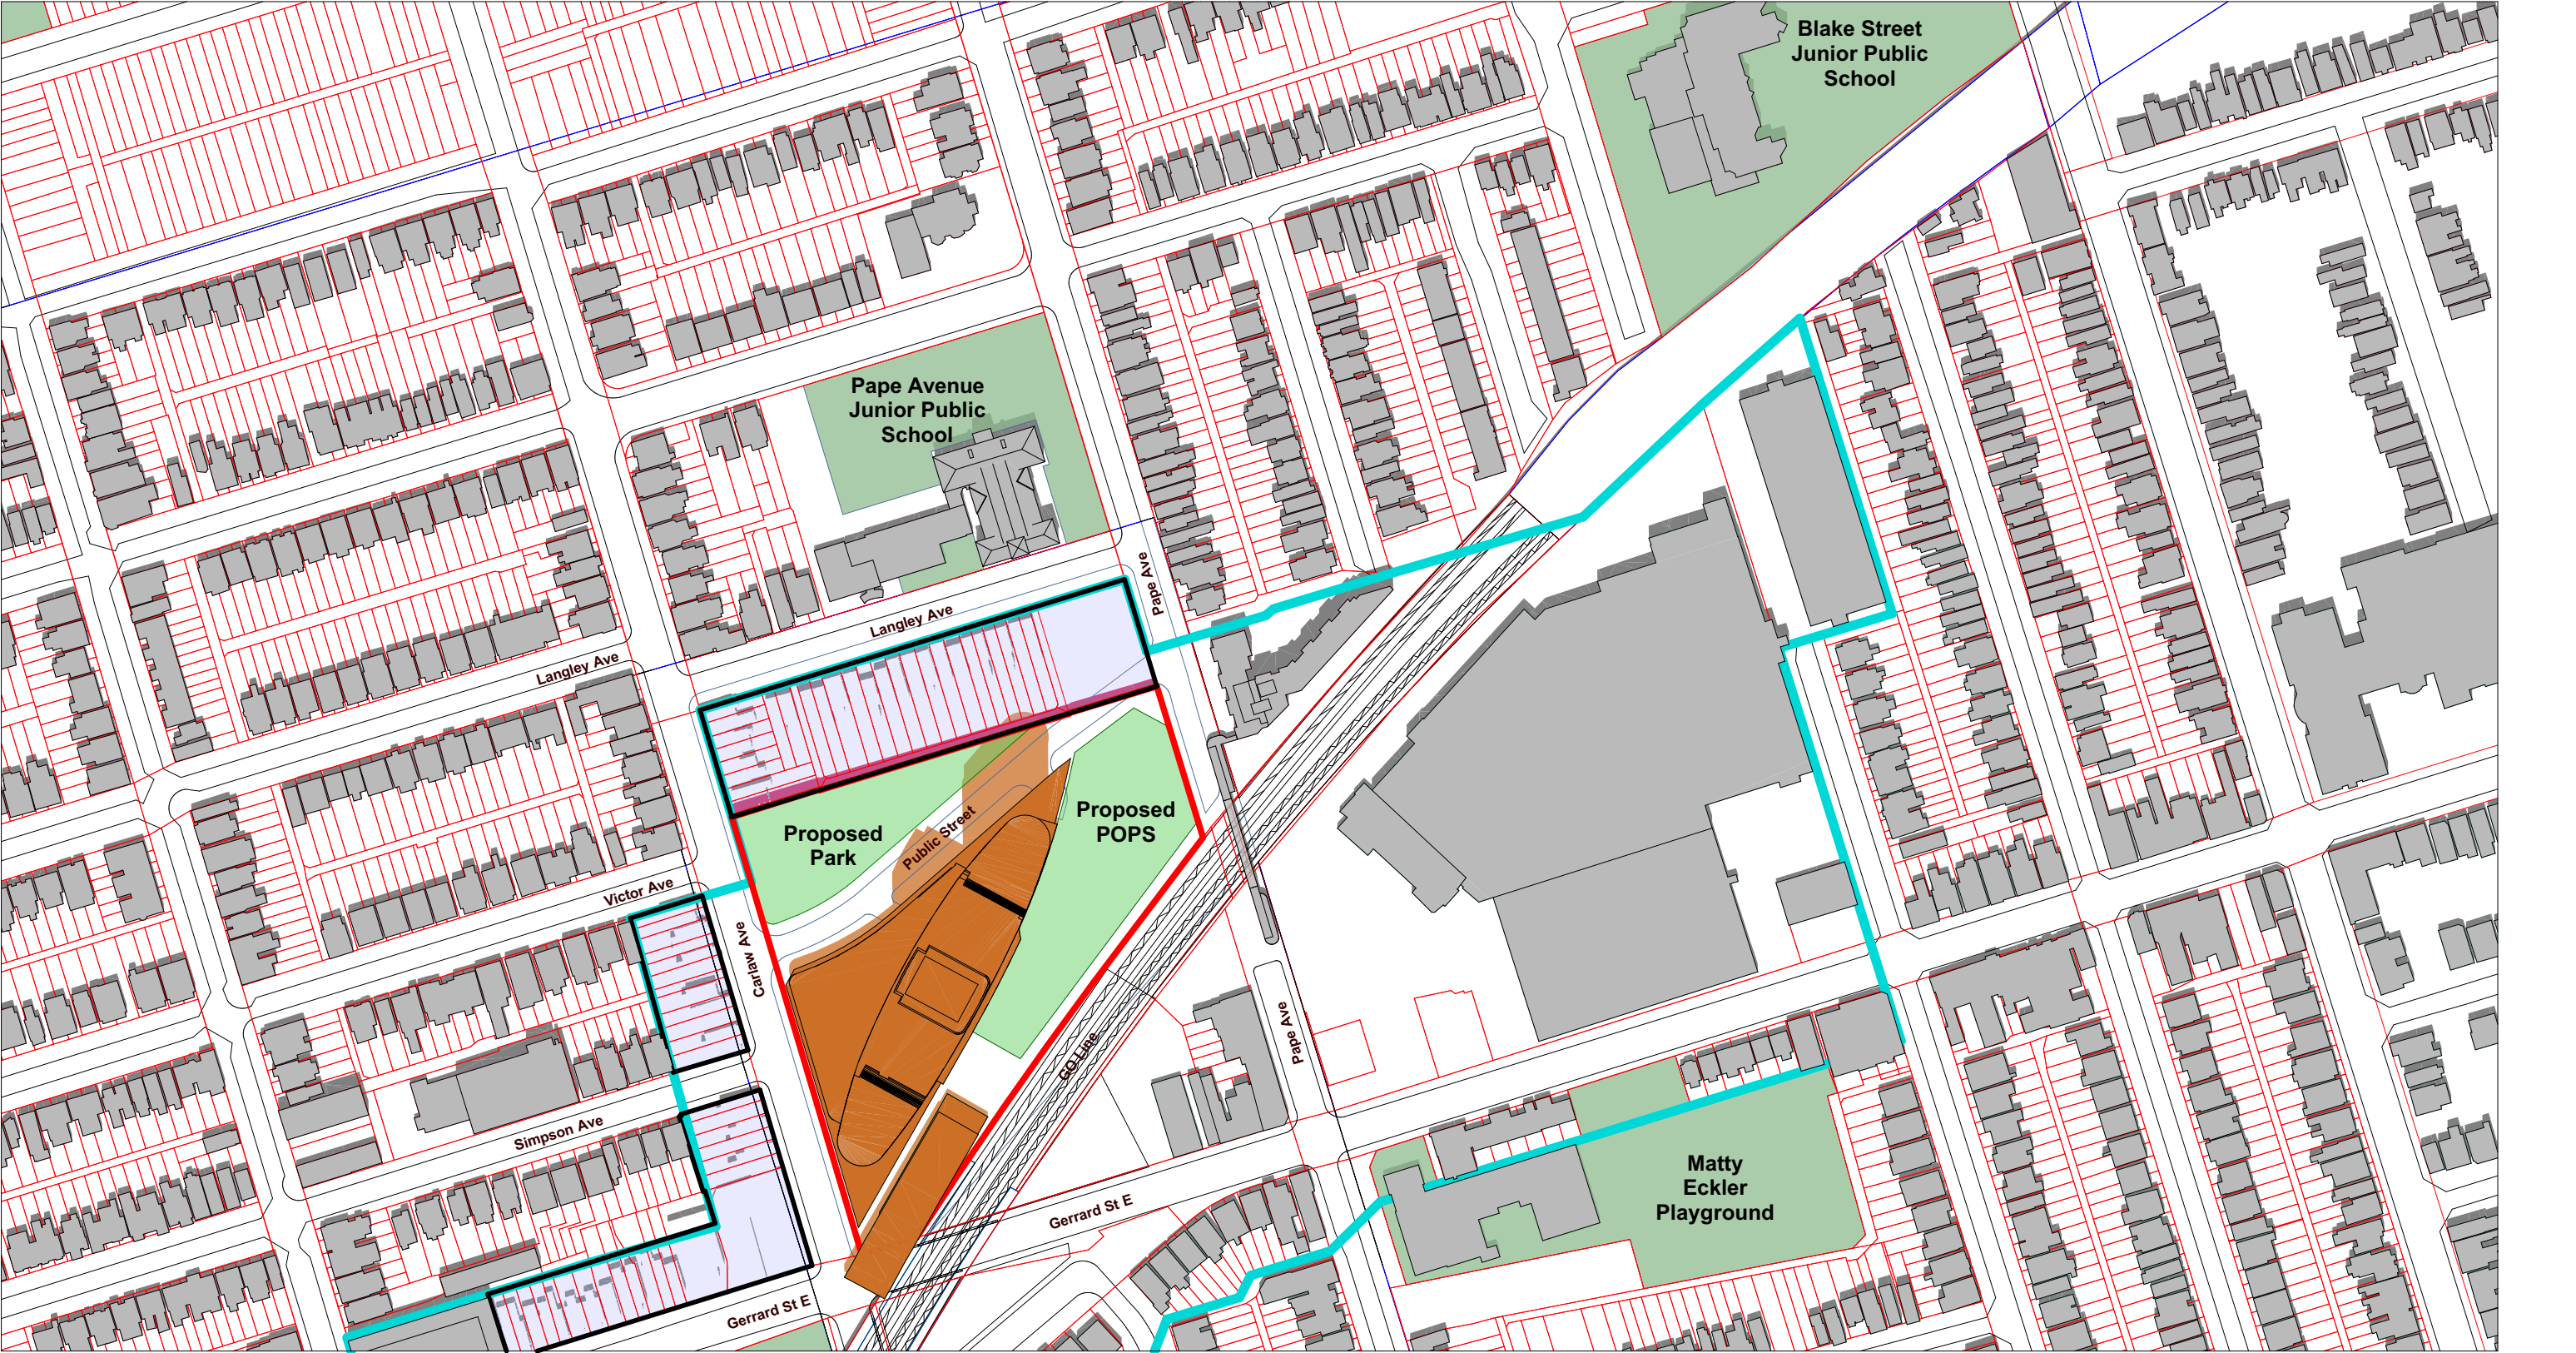 Blake Street
Junior Public
School
Pape Avenue
Junior Public
School
Pape Ave
Langley Ave
Langley Ave
Proposed
POPS
Proposed
Park
Public Street
Victor Ave
Carlaw Ave
Pape Ave
GO Line
Simpson Ave
Matty
Eckler
Playground
Gerrard St E
Gerrard St E